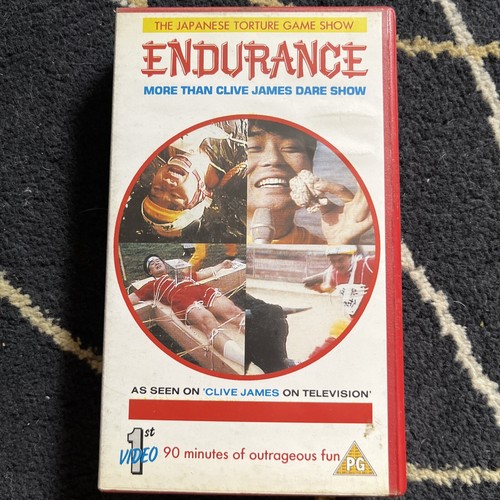 THE JAPANESE TORTURE GAME SHOW
ENDURANCE
MORE THAN CLIVE JAMES DARE SHOW
AS SEEN ON 'CLIVE JAMES ON TELEVISION'
1st
VIDEO
90 minutes of outrageous fun
PG